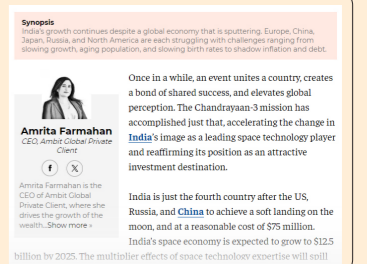 Synopsis
India's growth continues despite a global economy that is sputtering. Europe, China,
Japan, Russia, and North America are each struggling with challenges ranging from
slowing growth, aging population, and slowing birth rates to shadow inflation and debt.
Amrita Farmahan
CEO, Ambit Global Private
Client
Amrita Farmahan is the
CEO of Ambit Global
Private Client, where she
drives the growth of the
wealth...Show more »
Once in a while, an event unites a country, creates
a bond of shared success, and elevates global
perception. The Chandrayaan-3 mission has
accomplished just that, accelerating the change in
India's image as a leading space technology player
and reaffirming its position as an attractive
investment destination.
India is just the fourth country after the US,
Russia, and China to achieve a soft landing on the
moon, and at a reasonable cost of $75 million.
India's space economy is expected to grow to $12.5
billion by 2025. The multiplier effects of space technology expertise will spill